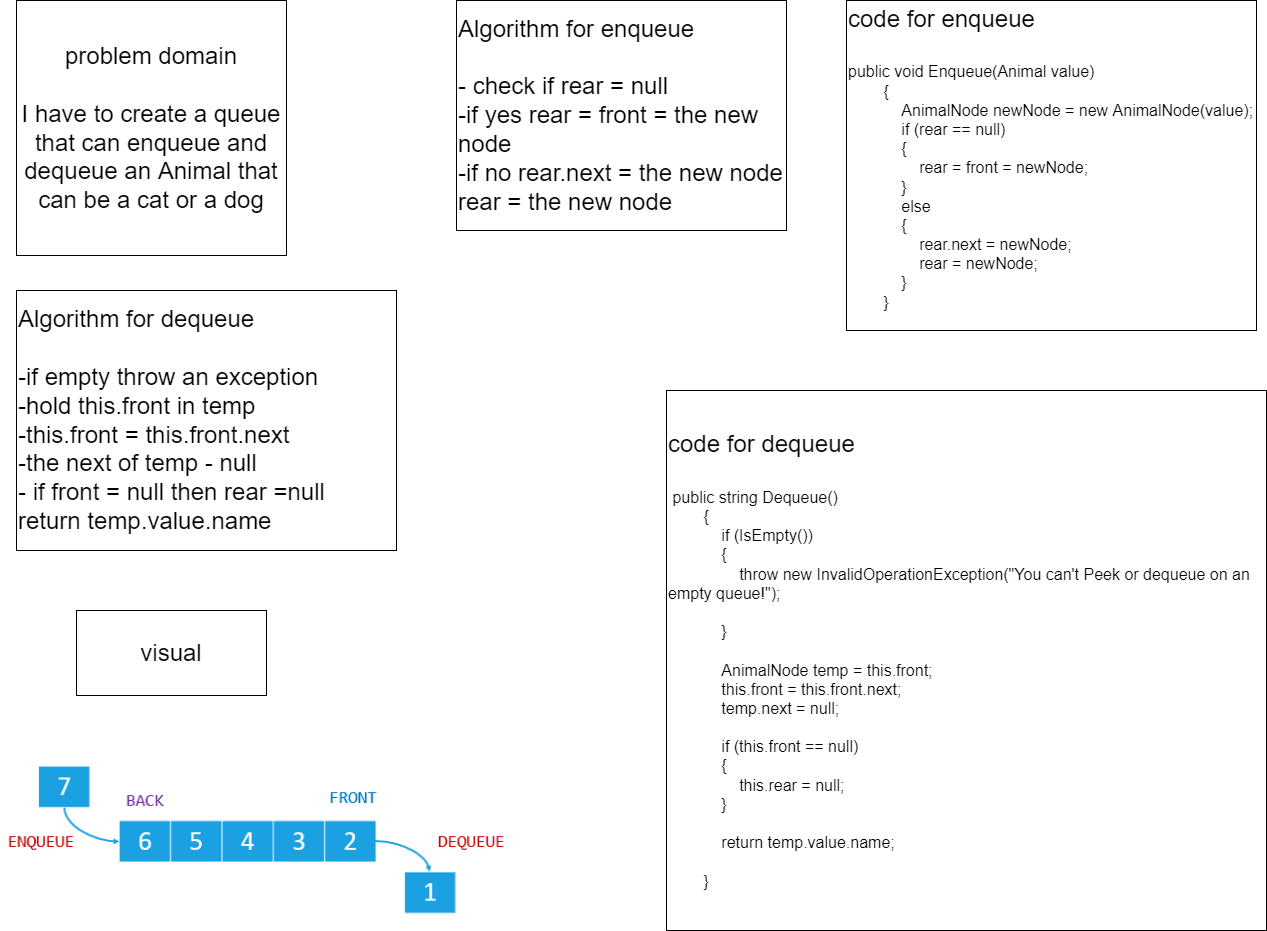 problem domain
I have to create a queue
that can enqueue and
dequeue an Animal that
can be a cat or a dog
Algorithm for enqueue
- check if rear = null
-if yes rear = front = the new
node
-if no rear.next = the new node
rear = the new node
code for enqueue
public void Enqueue(Animal value)
{
AnimalNode newNode = new AnimalNode(value);
if (rear == null)
{
rear = front = newNode;
}
else
{
rear.next = newNode;
rear = newNode;
}
}
Algorithm for dequeue
-if empty throw an exception
-hold this.front in temp
-this.front = this.front.next
-the next of temp - null
- if front = null then rear =null
return temp.value.name
code for dequeue
public string Dequeue()
{
if (IsEmpty())
{
throw new InvalidOperationException("You can't Peek or dequeue on an
empty queue!");
}
AnimalNode temp = this.front;
this.front = this.front.next;
temp.next = null;
if (this.front == null)
{
this.rear = null;
}
return temp.value.name;
}
visual
7
BACK
FRONT
ENQUEUE
6 5 4 3 2
DEQUEUE
1